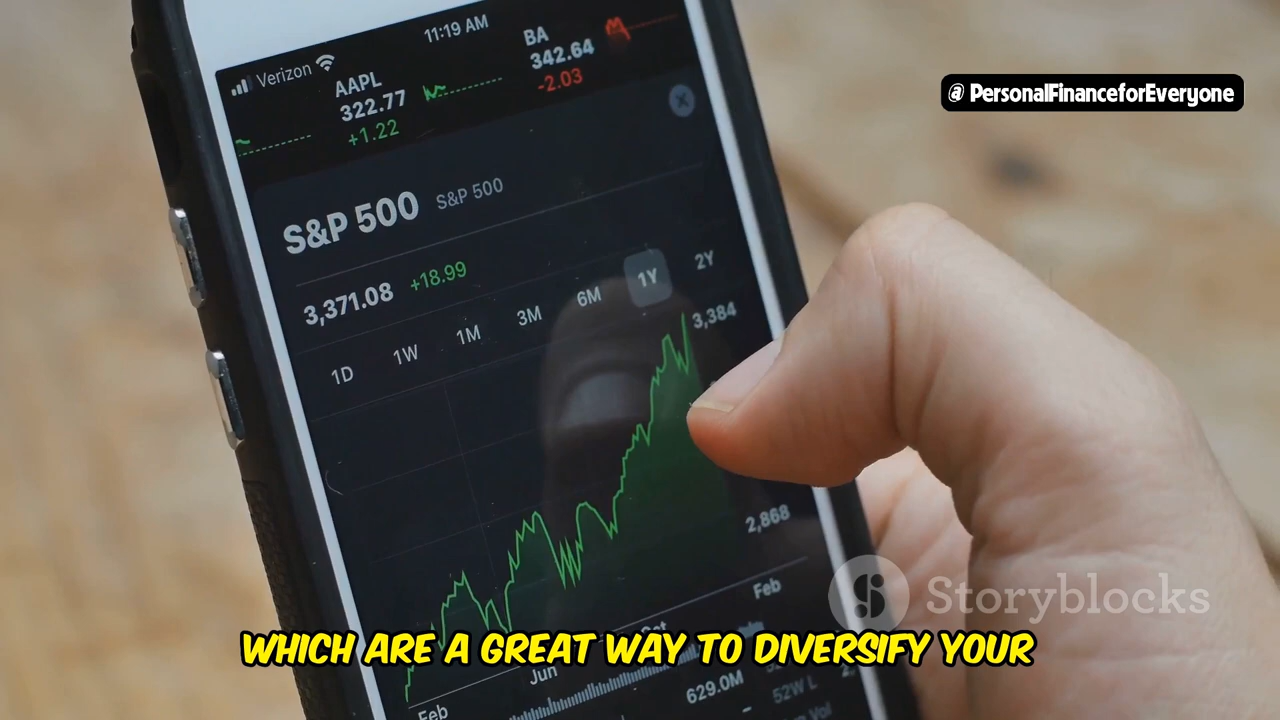 11:19 AM
Verizon
AAPL
322.77
+1.22
BA
342.64
-2.03
@ PersonalFinanceforEveryone
S&P 500 S&P 500
3,371.08 +18.99
1D 1W 1M 3M 6M 1Y 2Y
3,384
2,868
Storyblocks
WHICH ARE A GREAT WAY TO DIVERSIFY YOUR
Feb Jun Feb
629.0M
52W L
Vol